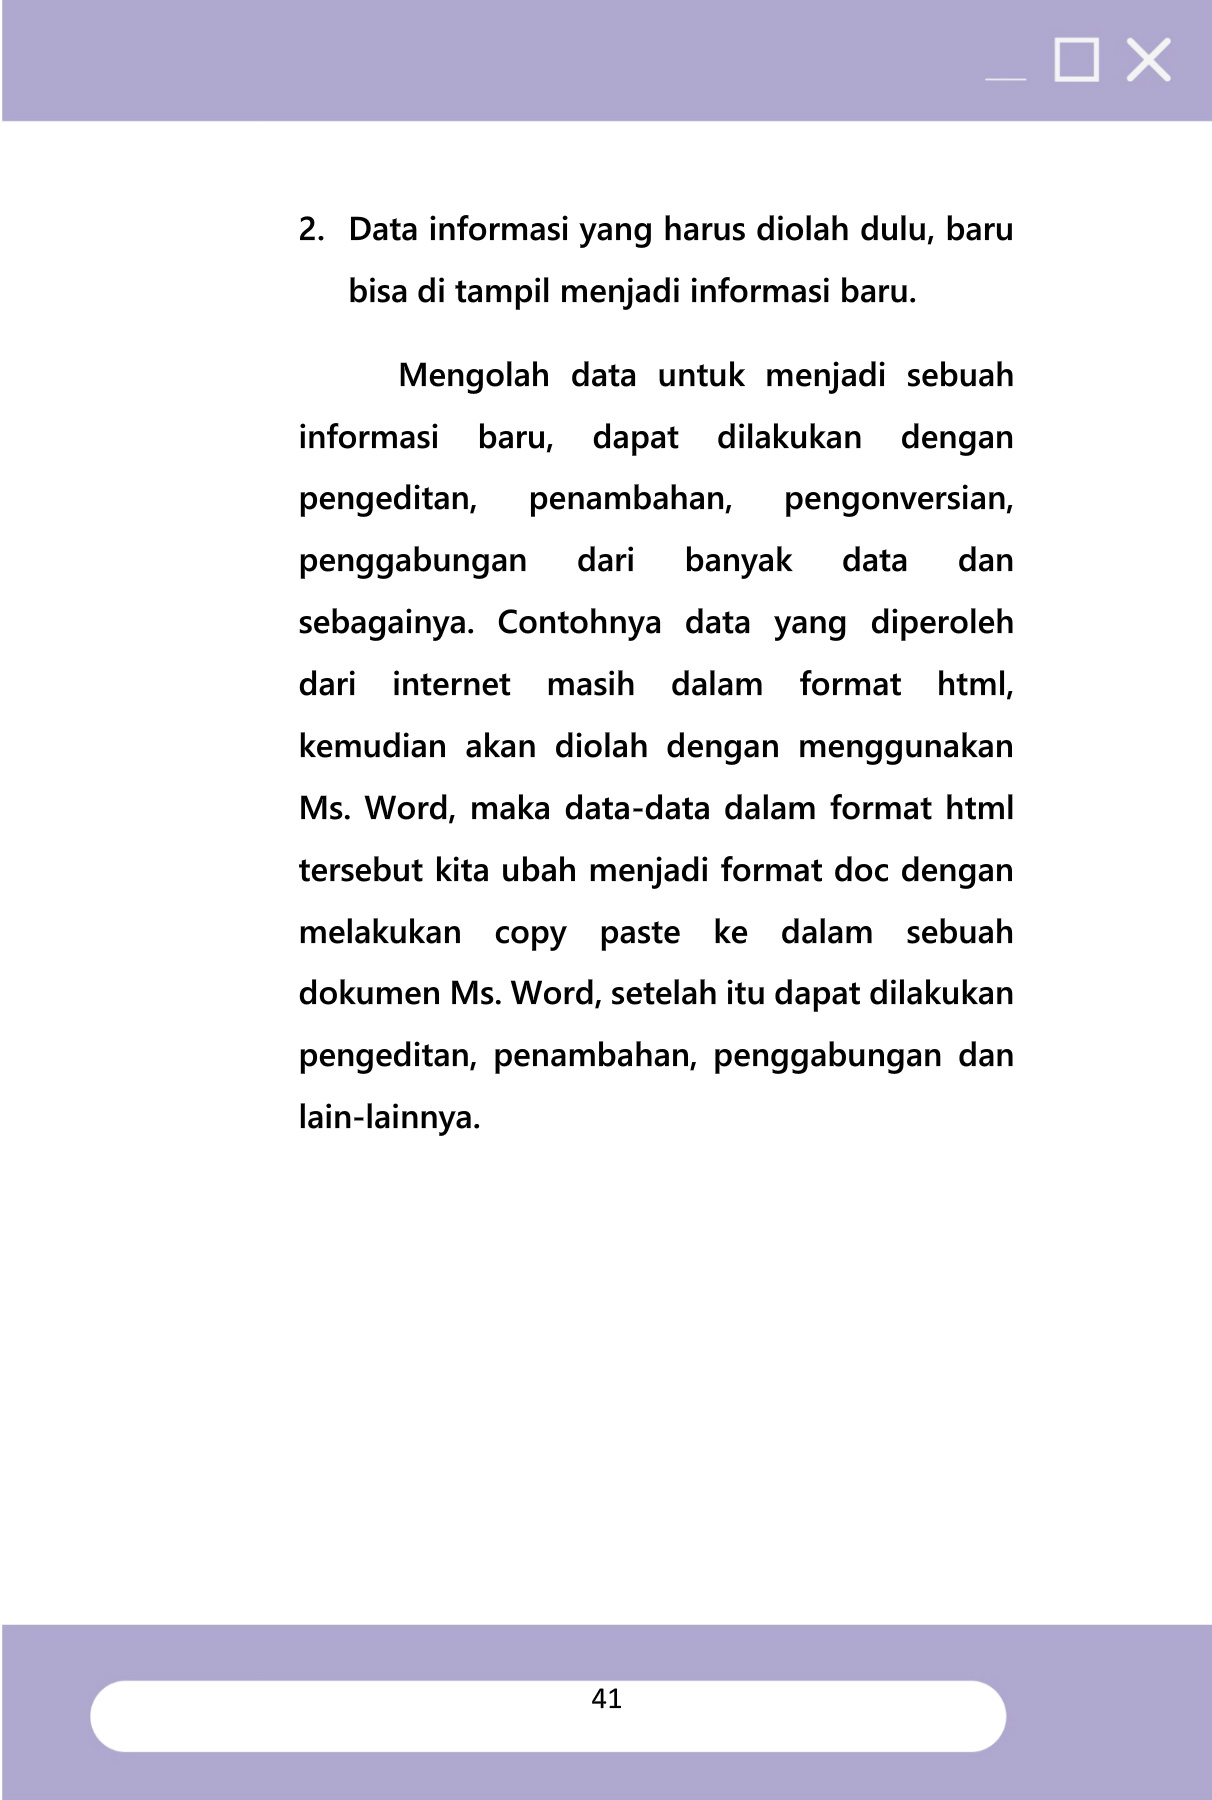 2. Data informasi yang harus diolah dulu, baru
bisa di tampil menjadi informasi baru.
Mengolah data untuk menjadi sebuah
informasi baru, dapat dilakukan dengan
pengeditan, penambahan, pengonversian,
penggabungan dari banyak data dan
sebagainya. Contohnya data yang diperoleh
dari internet masih dalam format html,
kemudian akan diolah dengan menggunakan
Ms. Word, maka data-data dalam format html
tersebut kita ubah menjadi format doc dengan
melakukan copy paste ke dalam sebuah
dokumen Ms. Word, setelah itu dapat dilakukan
pengeditan, penambahan, penggabungan dan
lain-lainnya.
41